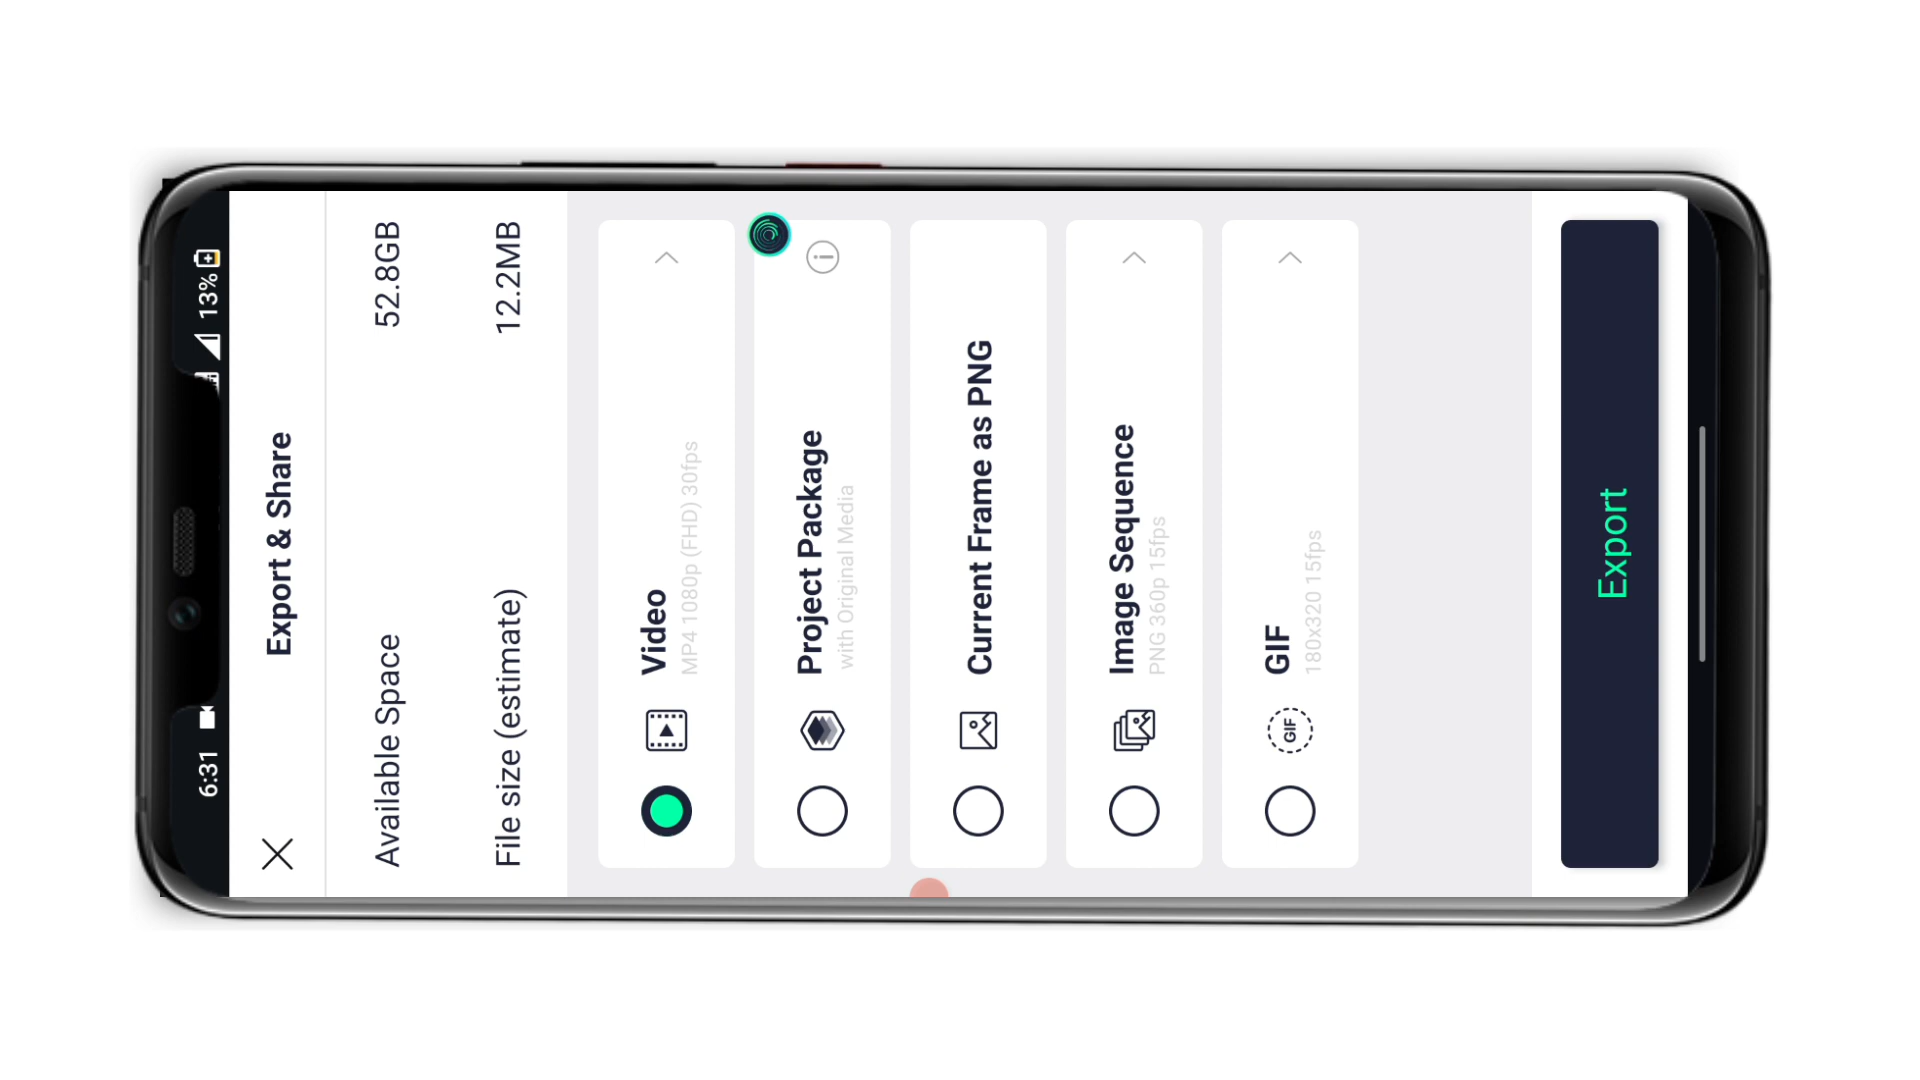 6:31 13%
Export & Share
Available Space 52.8GB
File size (estimate) 12.2MB
Video
MP4 1080p (FHD) 30fps
Project Package
with Original Media
Current Frame as PNG
Image Sequence
PNG 360p 15fps
GIF
GIF
180x320 15fps
Export